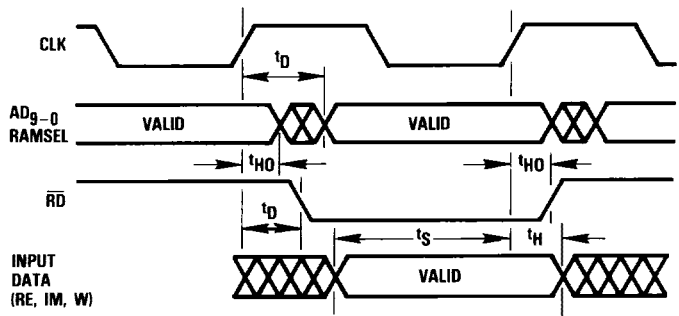 CLK
tD
AD9-0
RAMSEL
VALID
VALID
tHO
tHO
RD
tD
tS
tH
INPUT
DATA
(RE, IM, W)
VALID